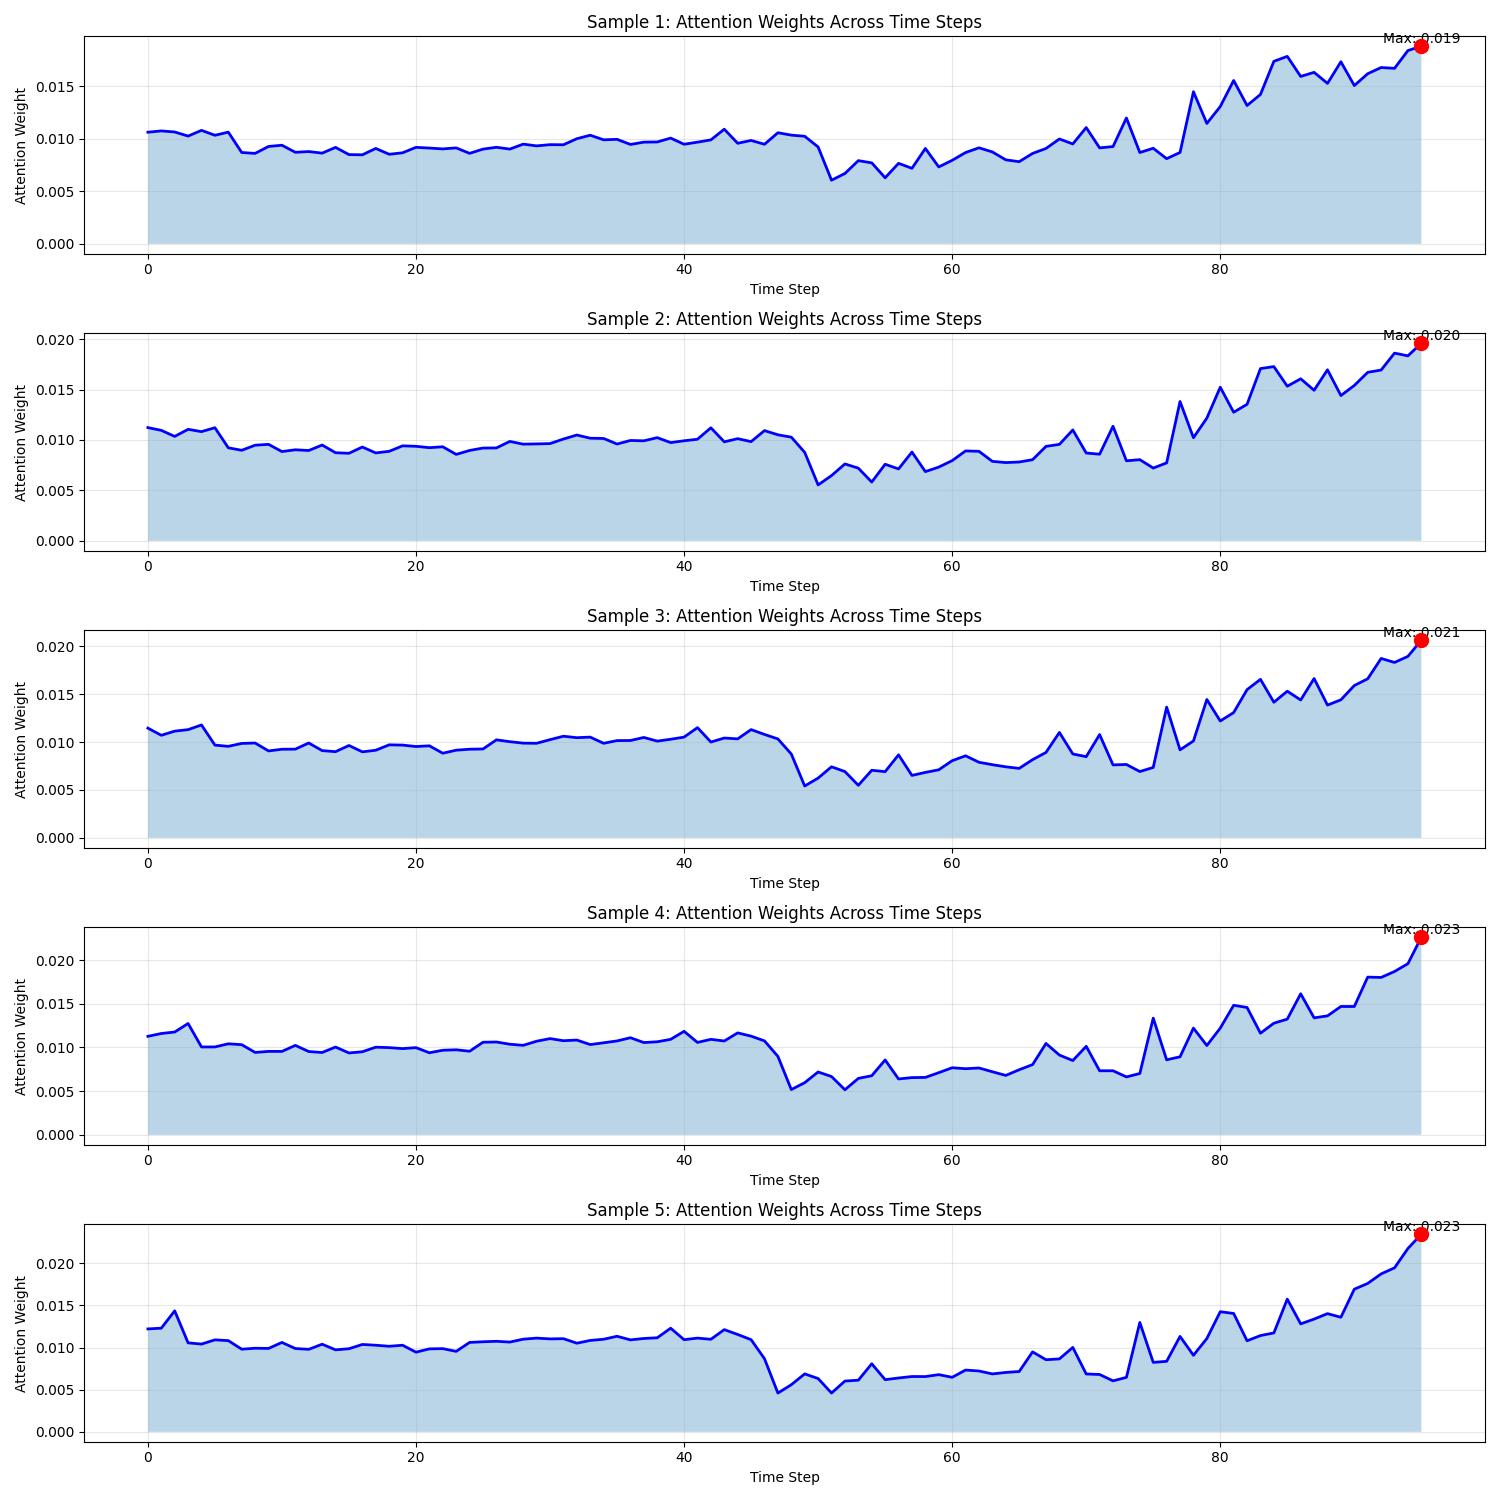 Sample 1: Attention Weights Across Time Steps
Max: 0.019
Attention Weight
0.015
0.010
0.005
0.000
0 20 40 60 80
Time Step
Sample 2: Attention Weights Across Time Steps
Max: 0.020
Attention Weight
0.020
0.015
0.010
0.005
0.000
0 20 40 60 80
Time Step
Sample 3: Attention Weights Across Time Steps
Max: 0.021
Attention Weight
0.020
0.015
0.010
0.005
0.000
0 20 40 60 80
Time Step
Sample 4: Attention Weights Across Time Steps
Max: 0.023
Attention Weight
0.020
0.015
0.010
0.005
0.000
0 20 40 60 80
Time Step
Sample 5: Attention Weights Across Time Steps
Max: 0.023
Attention Weight
0.020
0.015
0.010
0.005
0.000
0 20 40 60 80
Time Step